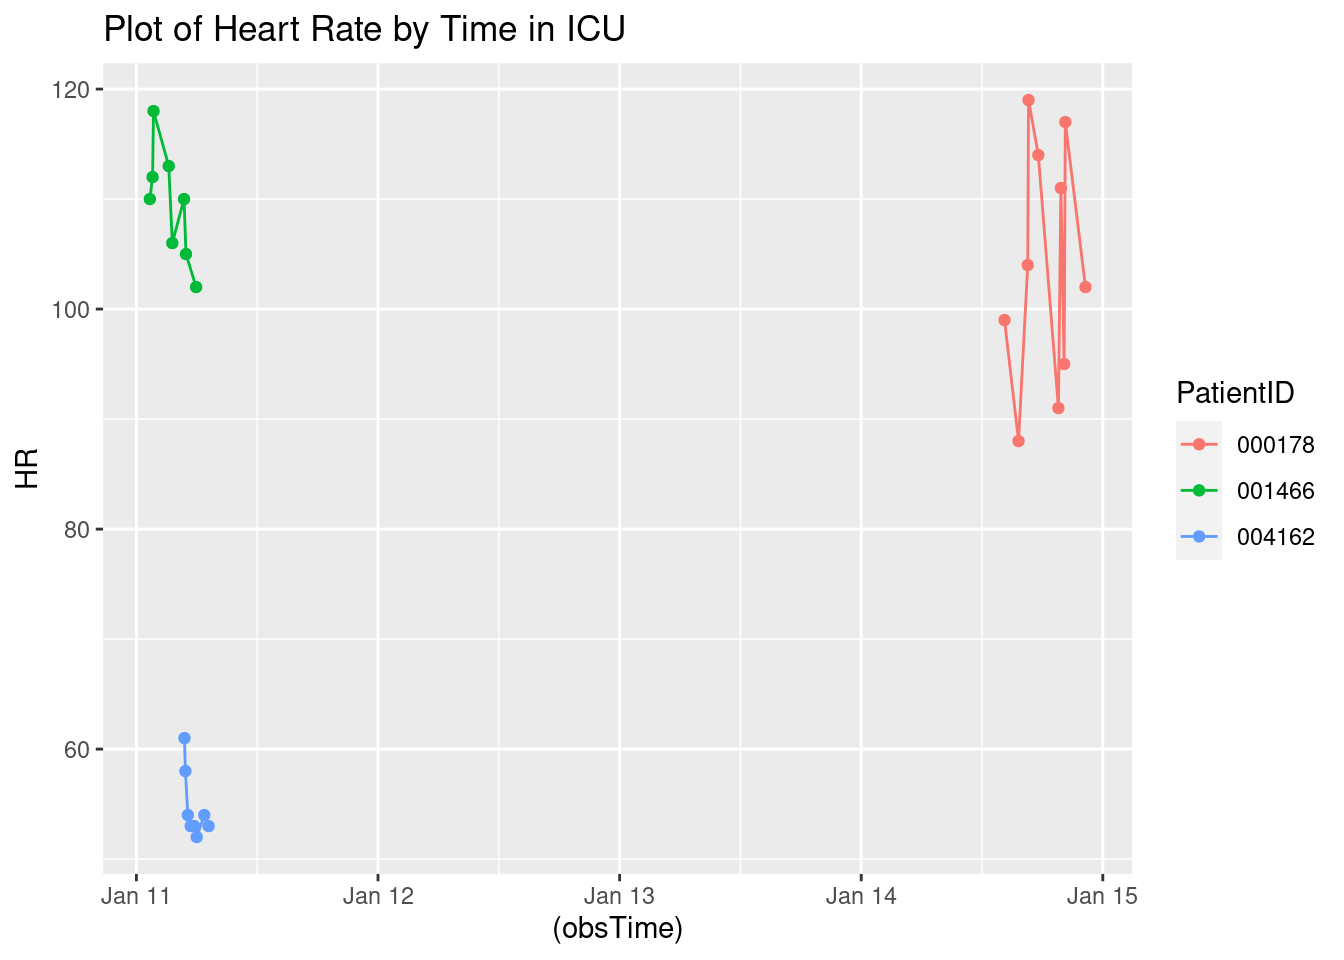 Plot of Heart Rate by Time in ICU
120
100
80
60
HR
Jan 11
Jan 12
Jan 13
Jan 14
Jan 15
(obsTime)
PatientID
000178
001466
004162